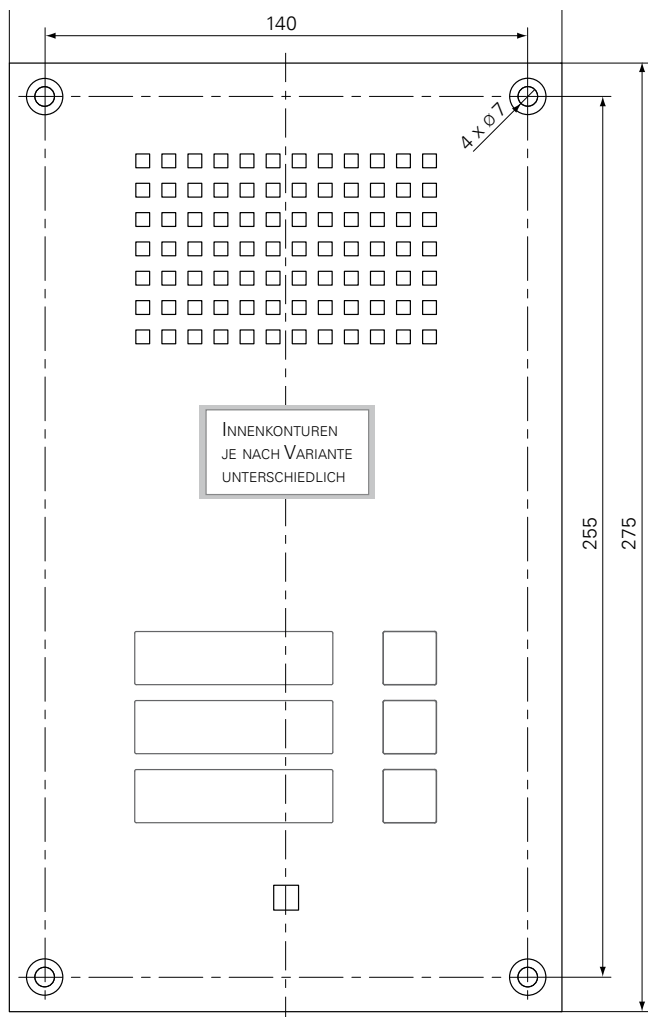 140
4 x ø 7
INNENKONTUREN
JE NACH VARIANTE
UNTERSCHIEDLICH
255
275